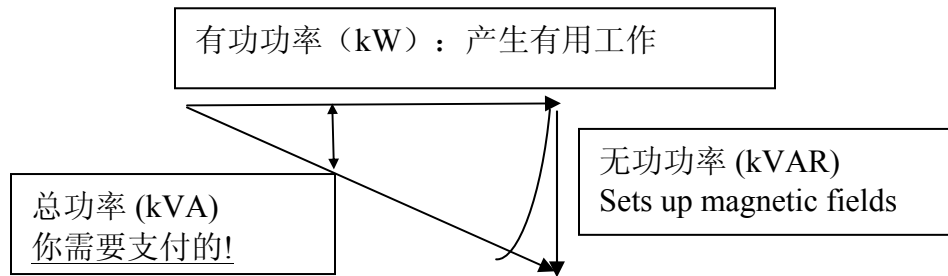 有功功率（kW）：产生有用工作
无功功率 (kVAR)
Sets up magnetic fields
总功率 (kVA)
你需要支付的!